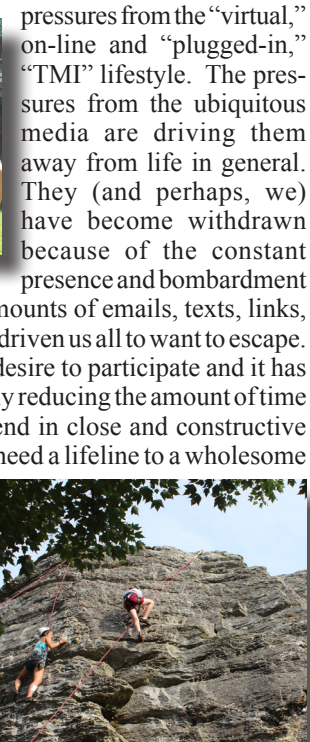 pressures from the “virtual,”
on-line and “plugged-in,”
“TMI” lifestyle. The pres-
sures from the ubiquitous
media are driving them
away from life in general.
They (and perhaps, we)
have become withdrawn
because of the constant
presence and bombardment
mounts of emails, texts, links,
driven us all to want to escape.
desire to participate and it has
y reducing the amount of time
end in close and constructive
need a lifeline to a wholesome